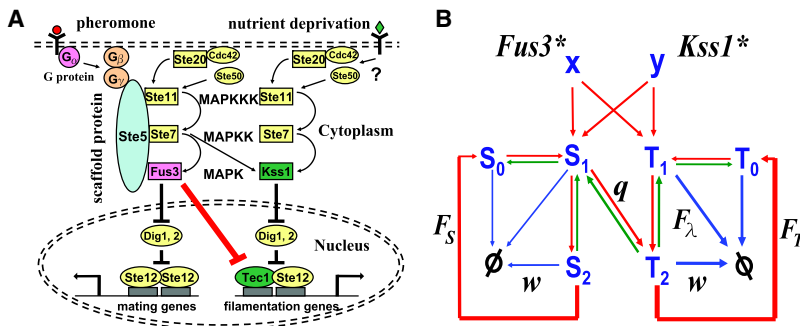 A
pheromone
nutrient deprivation
Gα
G protein
Gβ
Gγ
Ste20
Cdc42
Ste50
Ste20
Cdc42
Ste50
?
scaffold protein
Ste5
Ste11
MAPKKK
Ste11
Ste7
MAPKK
Ste7
Cytoplasm
Fus3
MAPK
Kss1
Dig1, 2
Dig1, 2
Nucleus
Ste12
Ste12
Tec1
Ste12
mating genes
filamentation genes
B
Fus3*
Kss1*
x
y
S0
S1
T1
T0
q
FS
Fλ
FT
ϕ
w
S2
T2
w
ϕ